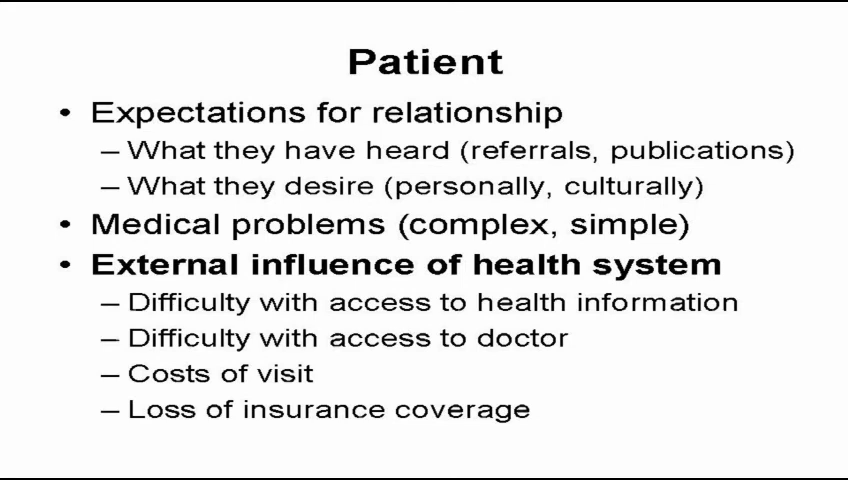 Patient
• Expectations for relationship
– What they have heard (referrals, publications)
– What they desire (personally, culturally)
• Medical problems (complex, simple)
• External influence of health system
– Difficulty with access to health information
– Difficulty with access to doctor
– Costs of visit
– Loss of insurance coverage